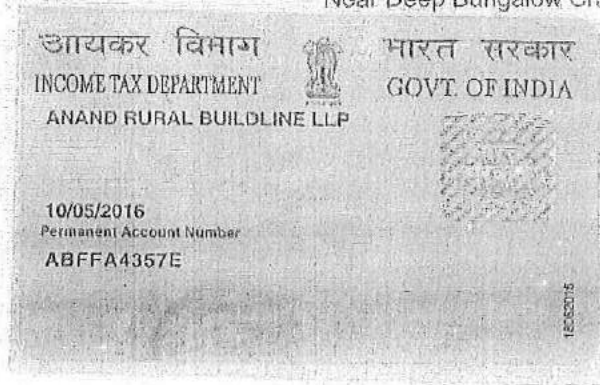 Near Deep Bungalow
आयकर विभाग
INCOME TAX DEPARTMENT
भारत सरकार
GOVT. OF INDIA
ANAND RURAL BUILDLINE LLP
10/05/2016
Permanent Account Number
ABFFA4357E